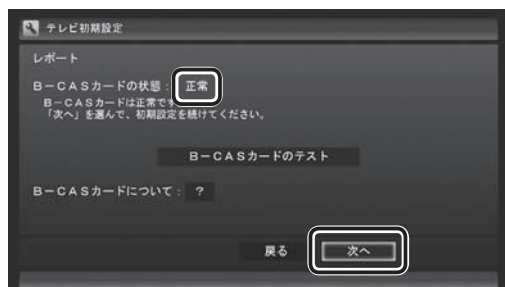 テレビ初期設定
レポート
B-CASカードの状態: 正常
B-CASカードは正常です
「次へ」を選んで、初期設定を続けてください。
B-CASカードのテスト
B-CASカードについて: ?
戻る 次へ